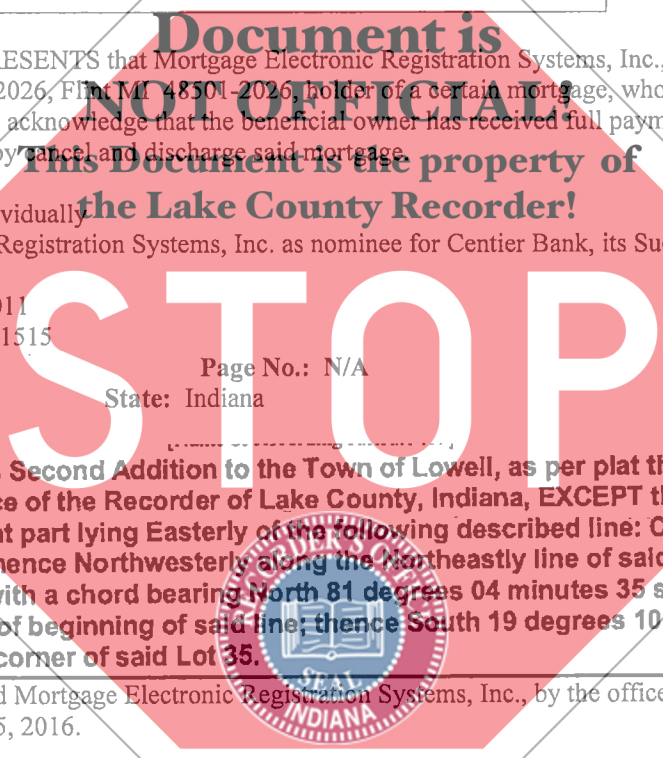 Document is
RESENTS that Mortgage Electronic Registration Systems, Inc.,
2026, Flint MI 48501-2026, holder of a certain mortgage, who
NOT OFFICIAL!
acknowledge that the beneficial owner has received full paym
by cancel and discharge said mortgage.
This Document is the property of
vidually
the Lake County Recorder!
Registration Systems, Inc. as nominee for Centier Bank, its Su
STOP
011
1515
Page No.: N/A
State: Indiana
Second Addition to the Town of Lowell, as per plat th
ce of the Recorder of Lake County, Indiana, EXCEPT th
at part lying Easterly of the following described line: C
hence Northwesterly along the Northeastly line of said
with a chord bearing North 81 degrees 04 minutes 35 s
of beginning of said line; thence South 19 degrees 10
corner of said Lot 35.
SEAL
INDIANA
d Mortgage Electronic Registration Systems, Inc., by the office
5, 2016.